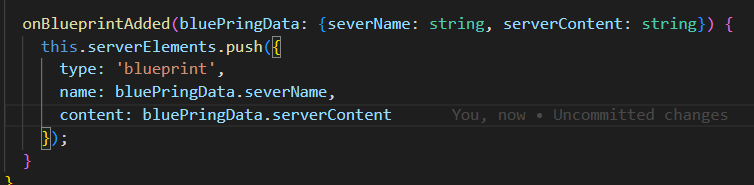 onBlueprintAdded(bluePringData: {severName: string, serverContent: string}) {
this.serverElements.push({
type: 'blueprint',
name: bluePringData.severName,
content: bluePringData.serverContent You, now • Uncommitted changes
});
}
}